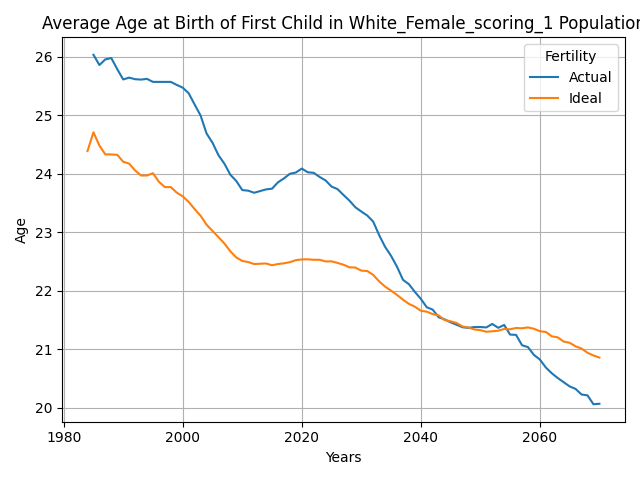 Average Age at Birth of First Child in White_Female_scoring_1 Population
Fertility
Actual
Ideal
Age
26
25
24
23
22
21
20
1980
2000
2020
2040
2060
Years